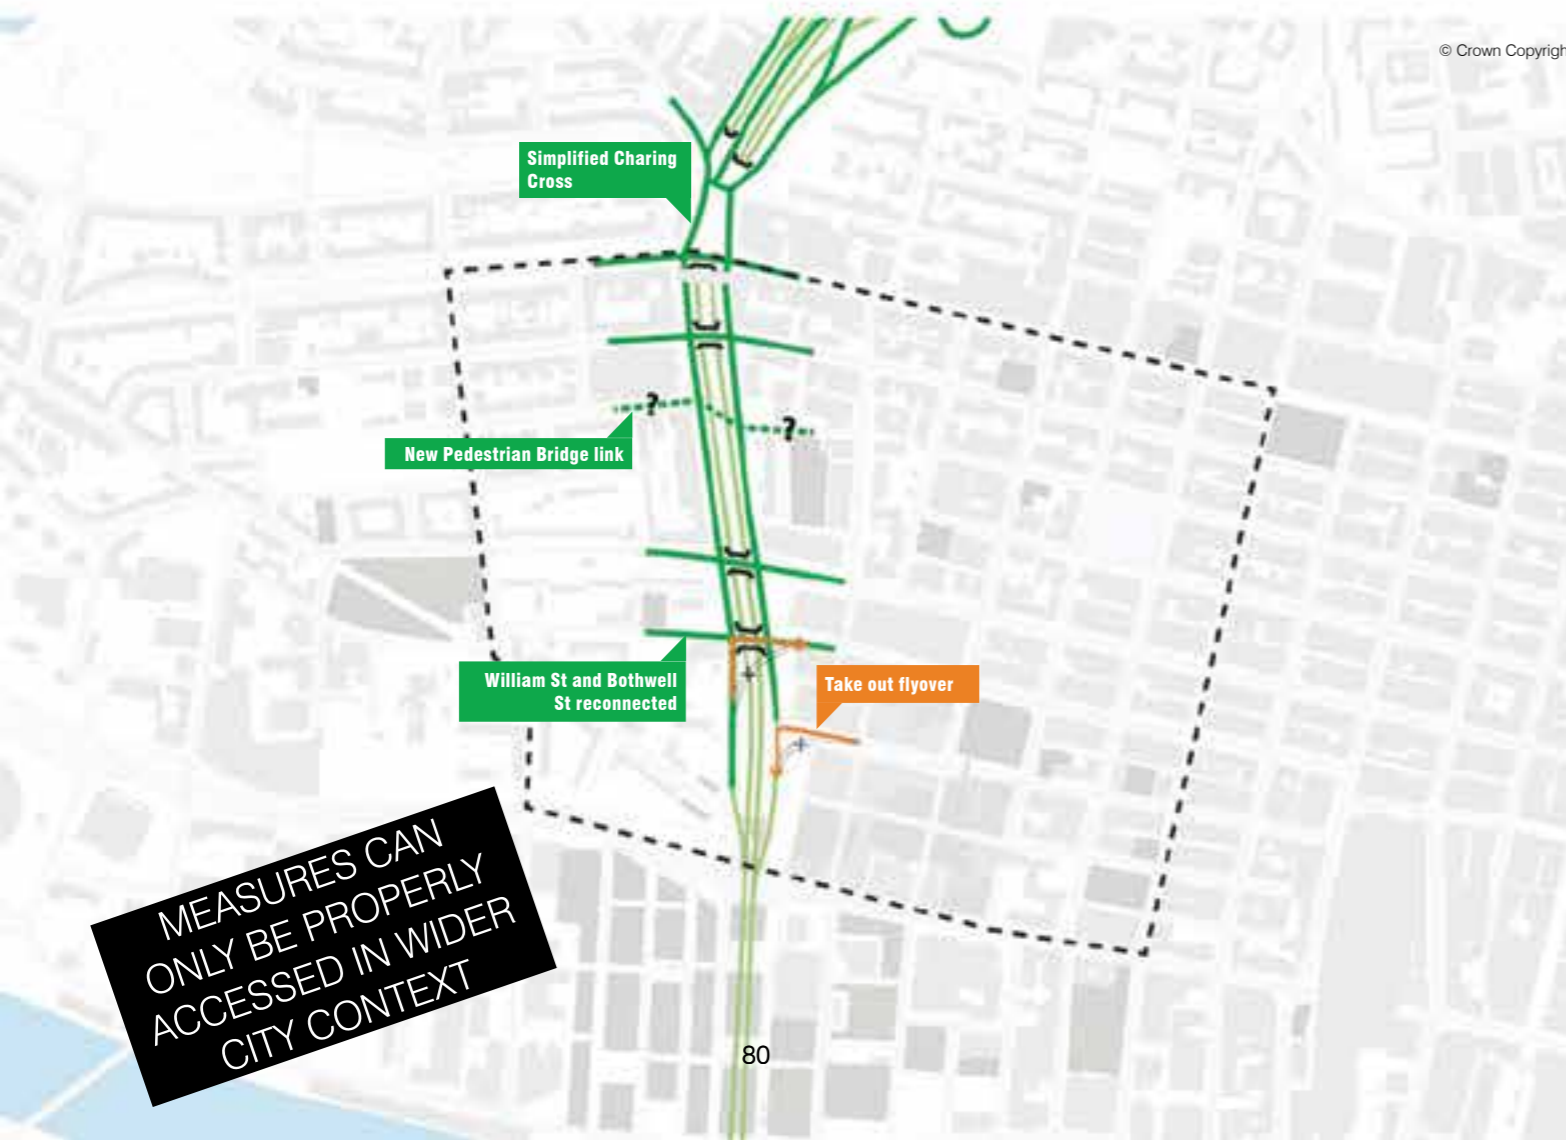 © Crown Copyrigh
Simplified Charing
Cross
?
?
New Pedestrian Bridge link
William St and Bothwell
St reconnected
Take out flyover
MEASURES CAN
ONLY BE PROPERLY
ACCESSED IN WIDER
CITY CONTEXT
80